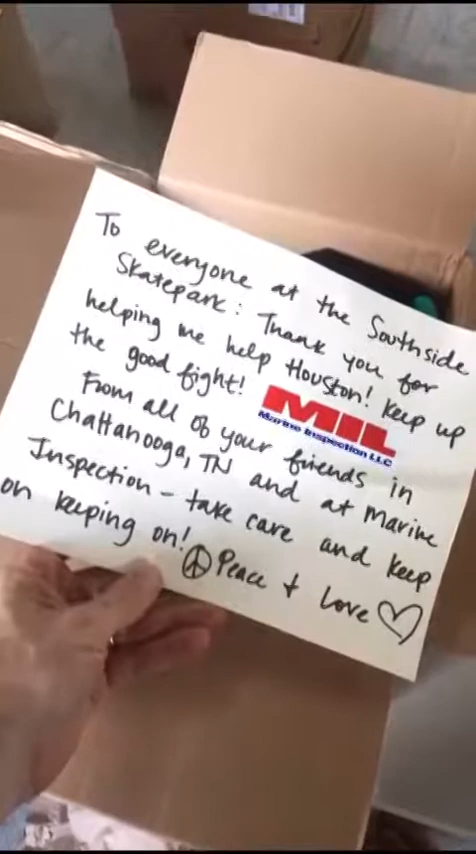 To everyone at the Southside
Skatepark: Thank you for
helping me help Houston! Keep up
the good fight!
MIL
Marine Inspection LLC
From all of your friends in
Chattanooga, TN and at Marine
Inspection - take care and keep
on keeping on!
Peace + Love